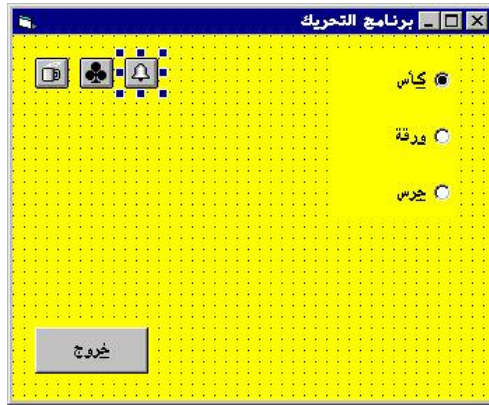 برنامج التحريك
كأس
ورقة
جرس
خروج